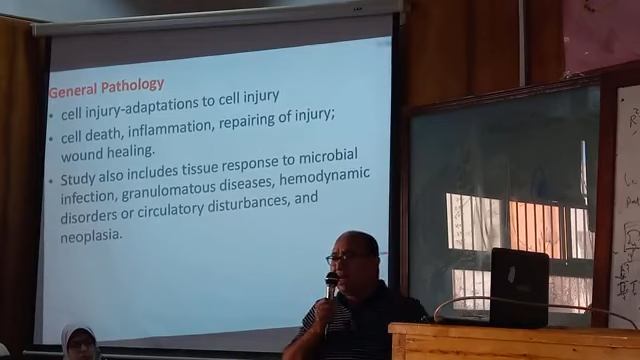 General Pathology
• cell injury-adaptations to cell injury
• cell death, inflammation, repairing of injury;
wound healing.
• Study also includes tissue response to microbial
infection, granulomatous diseases, hemodynamic
disorders or circulatory disturbances, and
neoplasia.